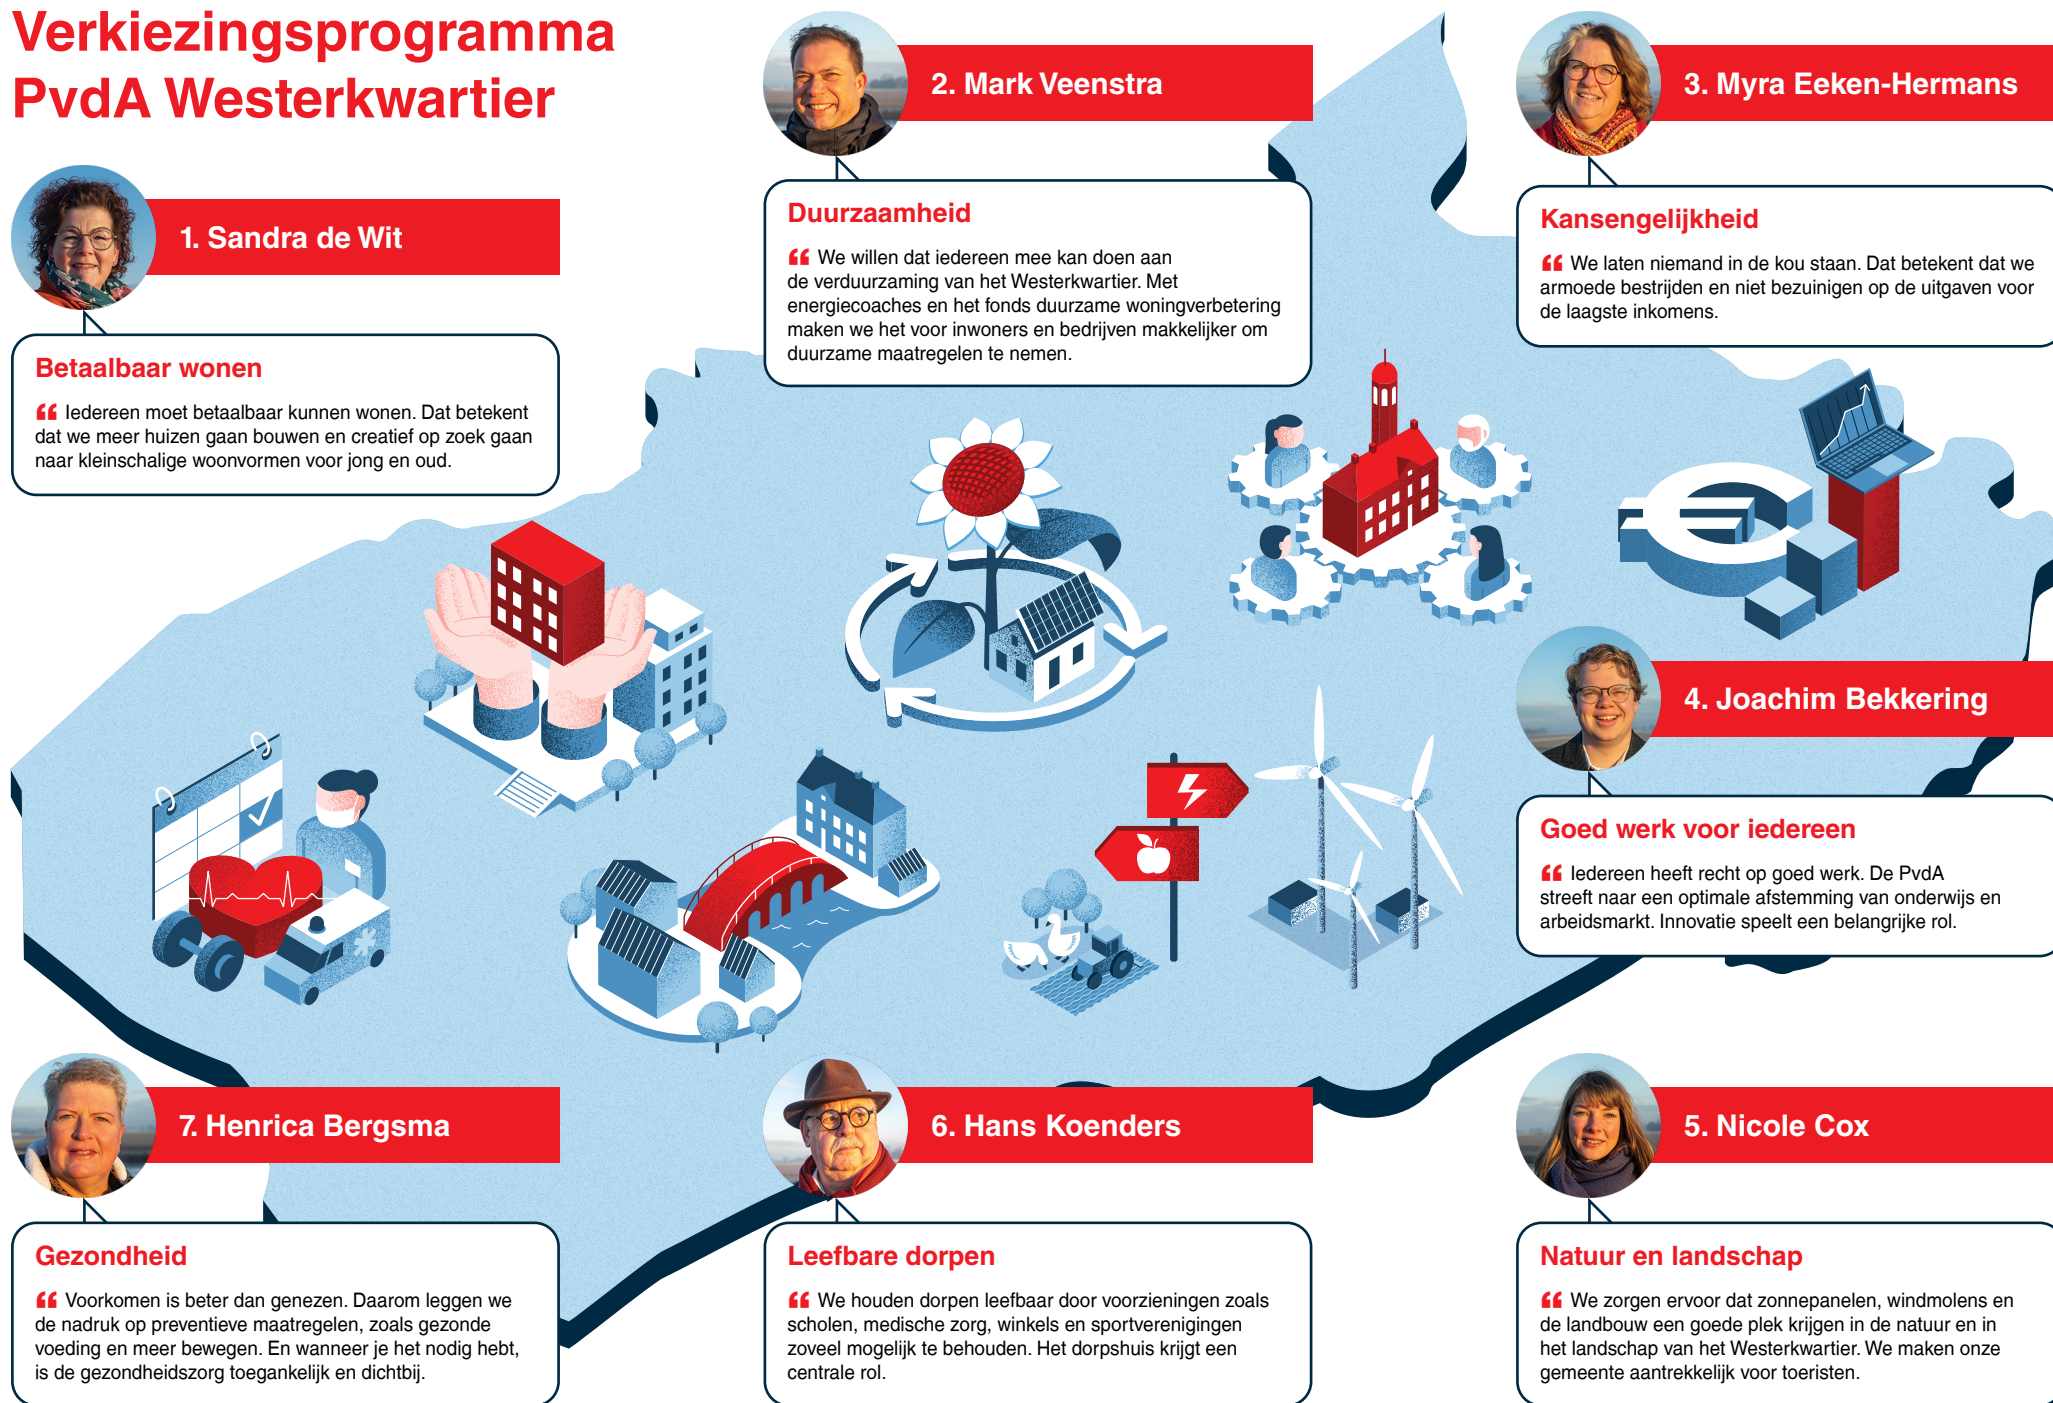 Verkiezingsprogramma
PvdA Westerkwartier
1. Sandra de Wit
Betaalbaar wonen
“ Iedereen moet betaalbaar kunnen wonen. Dat betekent
dat we meer huizen gaan bouwen en creatief op zoek gaan
naar kleinschalige woonvormen voor jong en oud.
2. Mark Veenstra
Duurzaamheid
“ We willen dat iedereen mee kan doen aan
de verduurzaming van het Westerkwartier. Met
energiecoaches en het fonds duurzame woningverbetering
maken we het voor inwoners en bedrijven makkelijker om
duurzame maatregelen te nemen.
3. Myra Eeken-Hermans
Kansengelijkheid
“ We laten niemand in de kou staan. Dat betekent dat we
armoede bestrijden en niet bezuinigen op de uitgaven voor
de laagste inkomens.
4. Joachim Bekkering
Goed werk voor iedereen
“ Iedereen heeft recht op goed werk. De PvdA
streeft naar een optimale afstemming van onderwijs en
arbeidsmarkt. Innovatie speelt een belangrijke rol.
7. Henrica Bergsma
Gezondheid
“ Voorkomen is beter dan genezen. Daarom leggen we
de nadruk op preventieve maatregelen, zoals gezonde
voeding en meer bewegen. En wanneer je het nodig hebt,
is de gezondheidszorg toegankelijk en dichtbij.
6. Hans Koenders
Leefbare dorpen
“ We houden dorpen leefbaar door voorzieningen zoals
scholen, medische zorg, winkels en sportverenigingen
zoveel mogelijk te behouden. Het dorpshuis krijgt een
centrale rol.
5. Nicole Cox
Natuur en landschap
“ We zorgen ervoor dat zonnepanelen, windmolens en
de landbouw een goede plek krijgen in de natuur en in
het landschap van het Westerkwartier. We maken onze
gemeente aantrekkelijk voor toeristen.